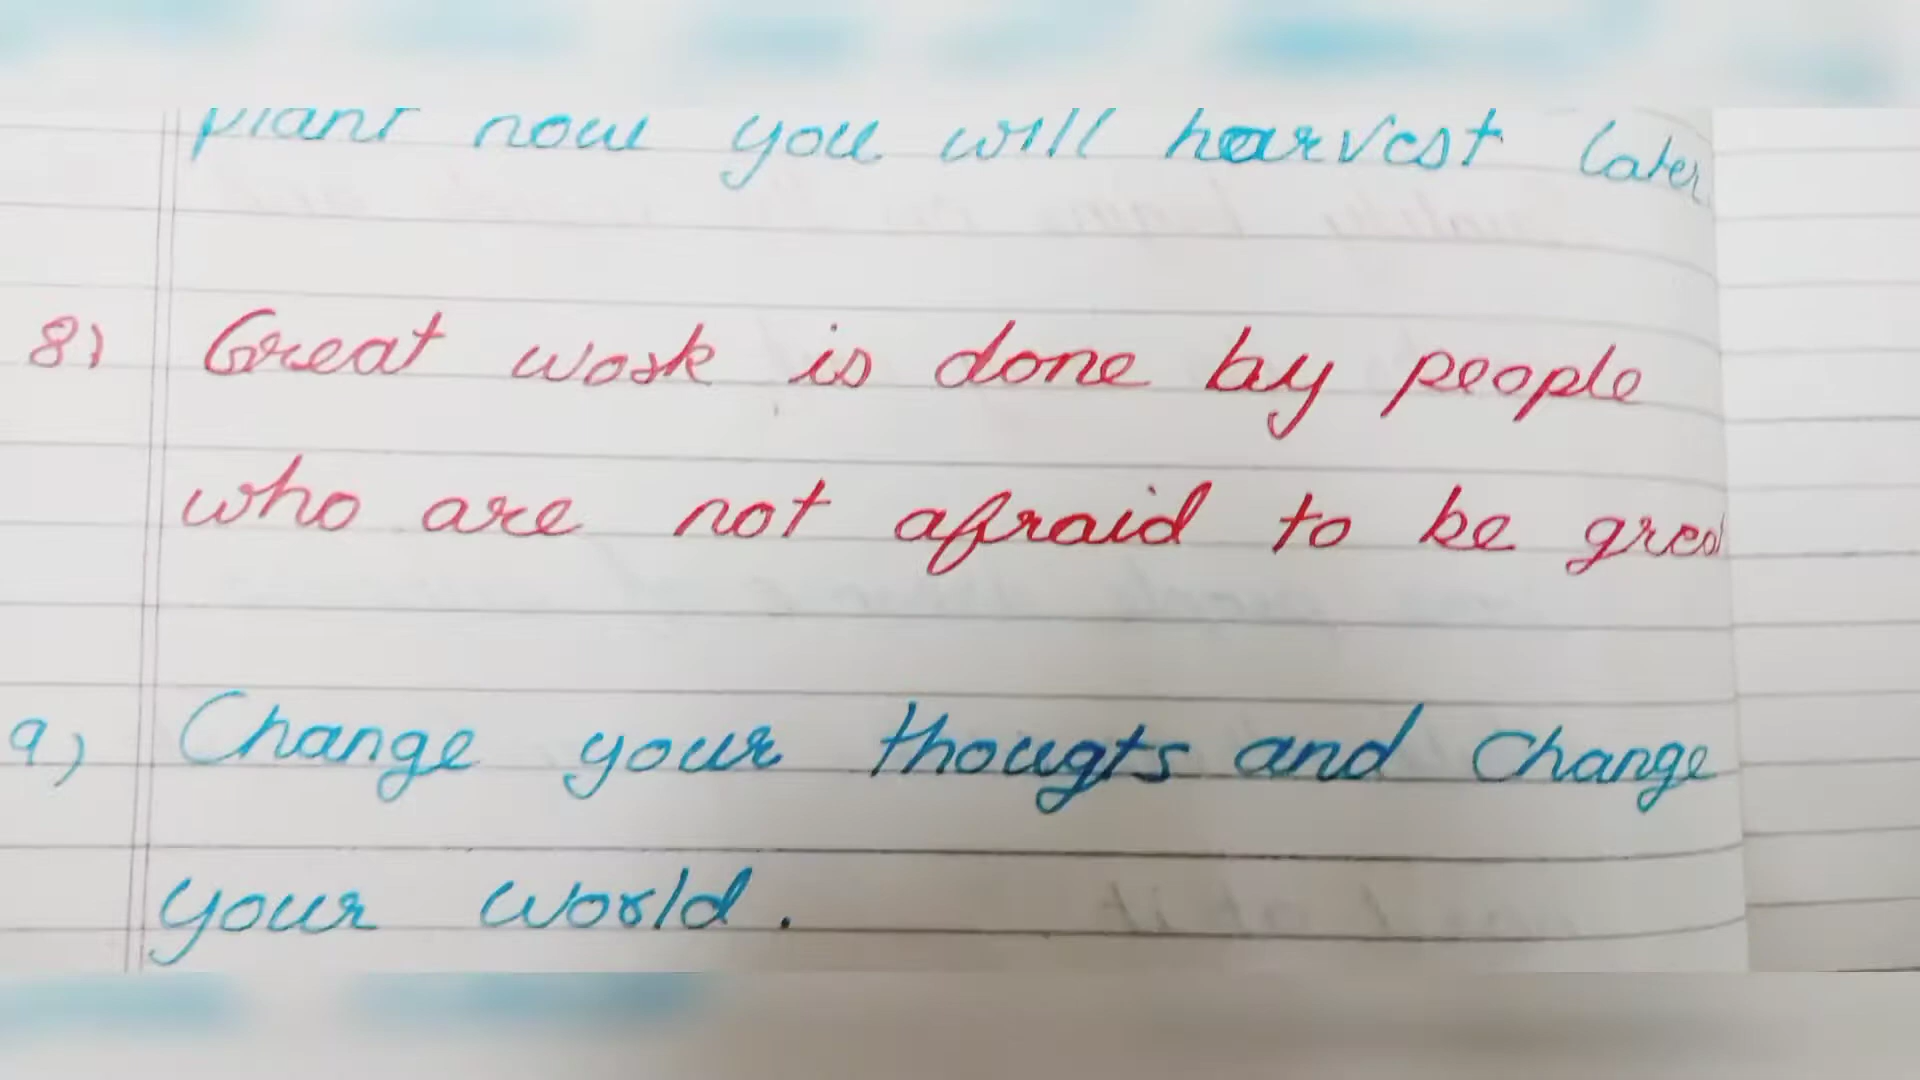 plant now you will harvest later
8) Great work is done by people
who are not afraid to be great
9) Change your thougts and change
your world.